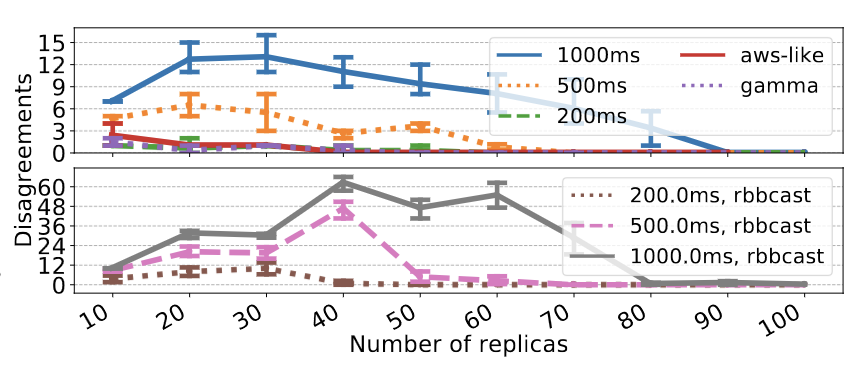 Disagreements
15
12
9
6
3
0
1000ms
500ms
200ms
aws-like
gamma
60
48
36
24
12
0
200.0ms, rbbcast
500.0ms, rbbcast
1000.0ms, rbbcast
10 20 30 40 50 60 70 80 90 100
Number of replicas